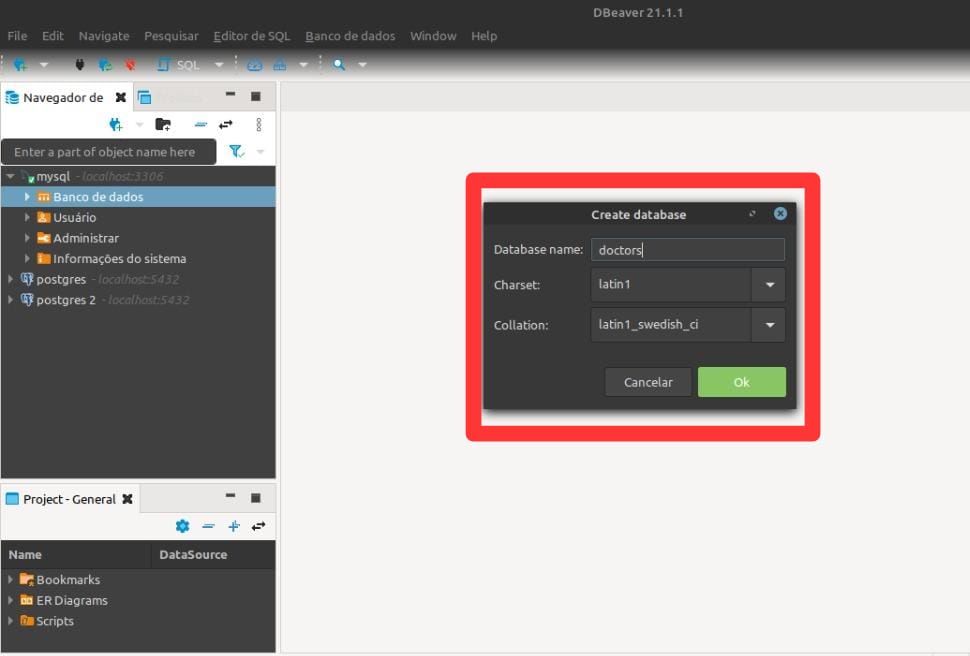 DBeaver 21.1.1
File Edit Navigate Pesquisar Editor de SQL Banco de dados Window Help
SQL
Navegador de
Enter a part of object name here
mysql - localhost:3306
Banco de dados
Usuário
Administrar
Informações do sistema
postgres - localhost:5432
postgres 2 - localhost:5432
Create database
Database name: doctors
Charset: latin1
Collation: latin1_swedish_ci
Cancelar Ok
Project - General
Name DataSource
Bookmarks
ER Diagrams
Scripts